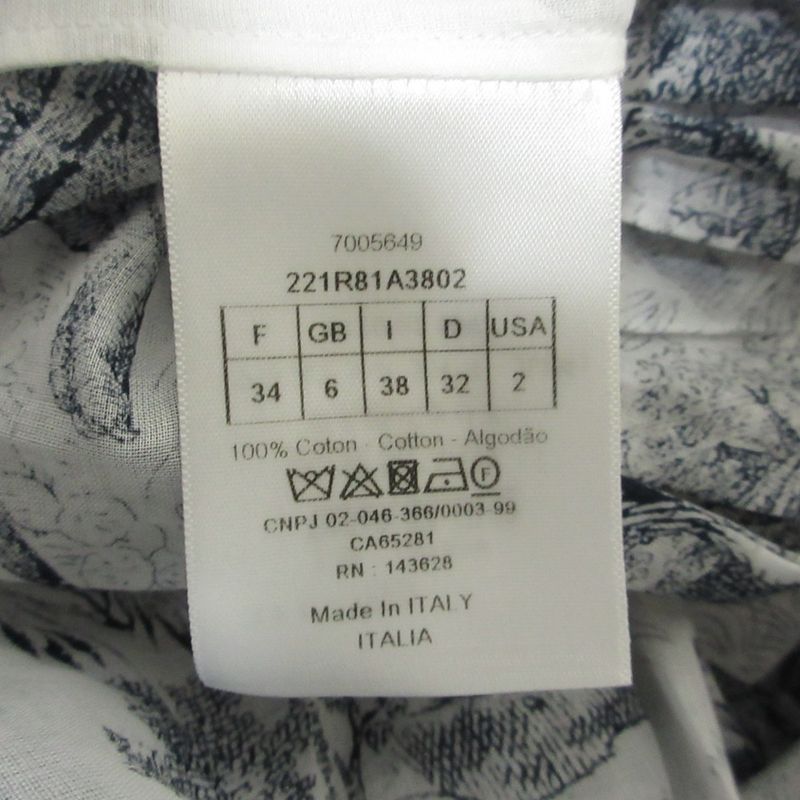 7005649
221R81A3802
F GB I D USA
34 6 38 32 2
100% Coton - Cotton - Algodão
F
CNPJ 02-046-366/0003-99
CA65281
RN : 143628
Made In ITALY
ITALIA